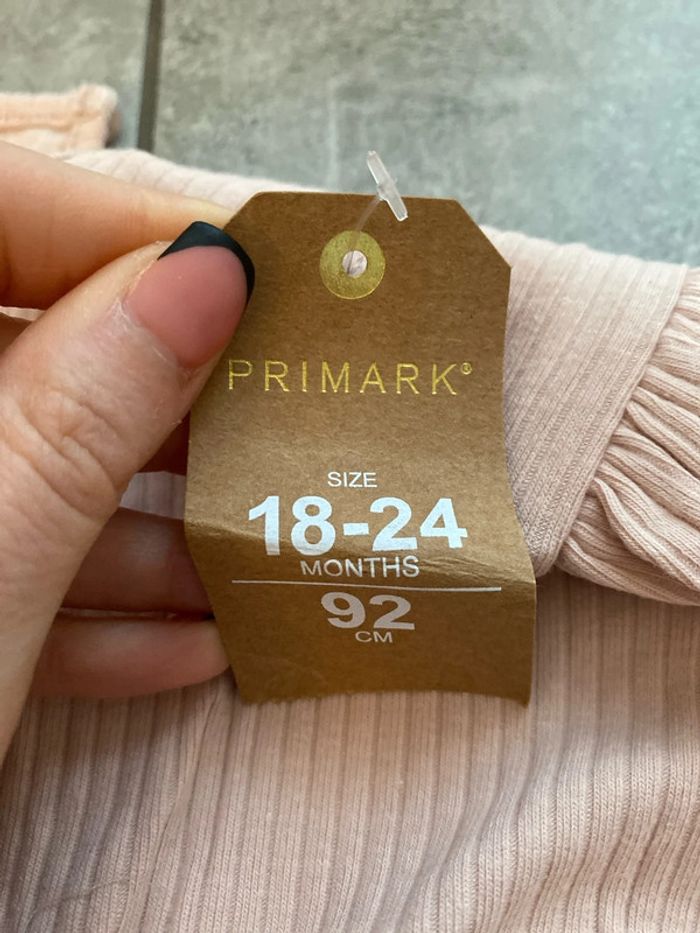 PRIMARK®
SIZE
18-24
MONTHS
92
CM